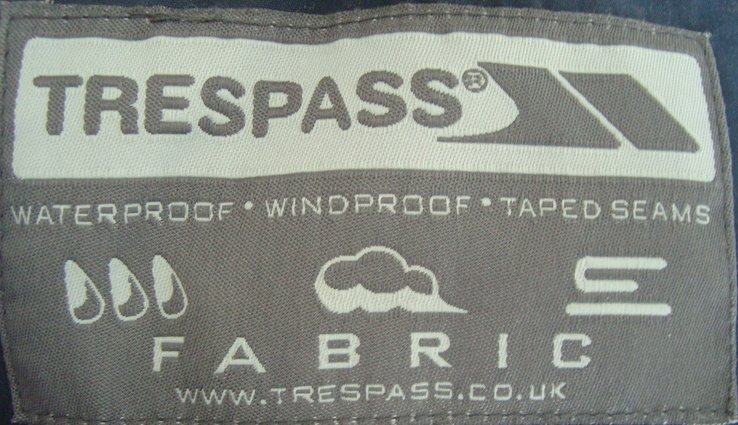 TRESPASS®
WATERPROOF • WINDPROOF • TAPED SEAMS
FABRIC
WWW.TRESPASS.CO.UK